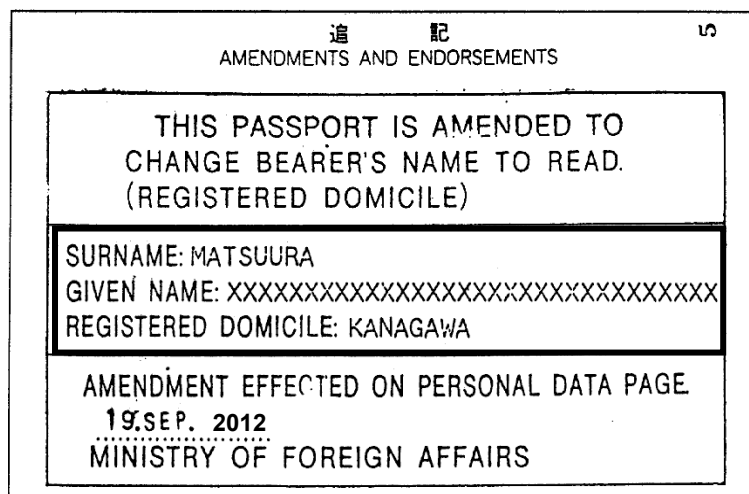 追 記 5
AMENDMENTS AND ENDORSEMENTS
THIS PASSPORT IS AMENDED TO
CHANGE BEARER'S NAME TO READ.
(REGISTERED DOMICILE)
SURNAME: MATSUURA
GIVEN NAME: XXXXXXXXXXXXXXXXXXXXXXXXXXXXXXXX
REGISTERED DOMICILE: KANAGAWA
AMENDMENT EFFECTED ON PERSONAL DATA PAGE.
19.SEP. 2012
MINISTRY OF FOREIGN AFFAIRS